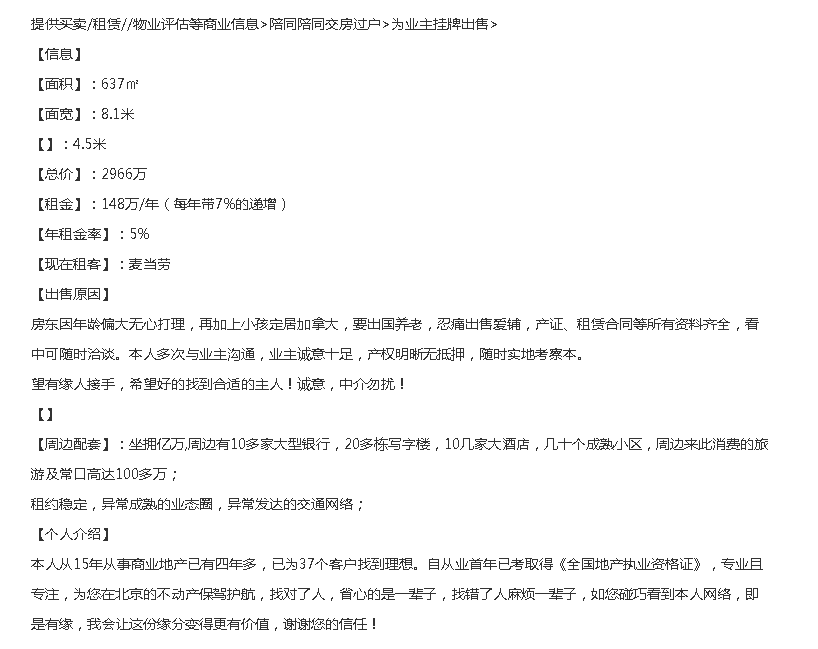 提供买卖/租赁//物业评估等商业信息>陪同陪同交房过户>为业主挂牌出售>
【信息】
【面积】：637㎡
【面宽】：8.1米
【】：4.5米
【总价】：2966万
【租金】：148万/年（每年带7%的递增）
【年租金率】：5%
【现在租客】：麦当劳
【出售原因】
房东因年龄偏大无心打理，再加上小孩定居加拿大，要出国养老，忍痛出售爱铺，产证、租赁合同等所有资料齐全，看
中可随时洽谈。本人多次与业主沟通，业主诚意十足，产权明晰无抵押，随时实地考察本。
望有缘人接手，希望好的找到合适的主人！诚意，中介勿扰！
【】
【周边配套】：坐拥亿万,周边有10多家大型银行，20多栋写字楼，10几家大酒店，几十个成熟小区，周边来此消费的旅
游及常口高达100多万；
租约稳定，异常成熟的业态圈，异常发达的交通网络；
【个人介绍】
本人从15年从事商业地产已有四年多，已为37个客户找到理想。自从业首年已考取得《全国地产执业资格证》，专业且
专注，为您在北京的不动产保驾护航，找对了人，省心的是一辈子，找错了人麻烦一辈子，如您碰巧看到本人网络，即
是有缘，我会让这份缘分变得更有价值，谢谢您的信任！